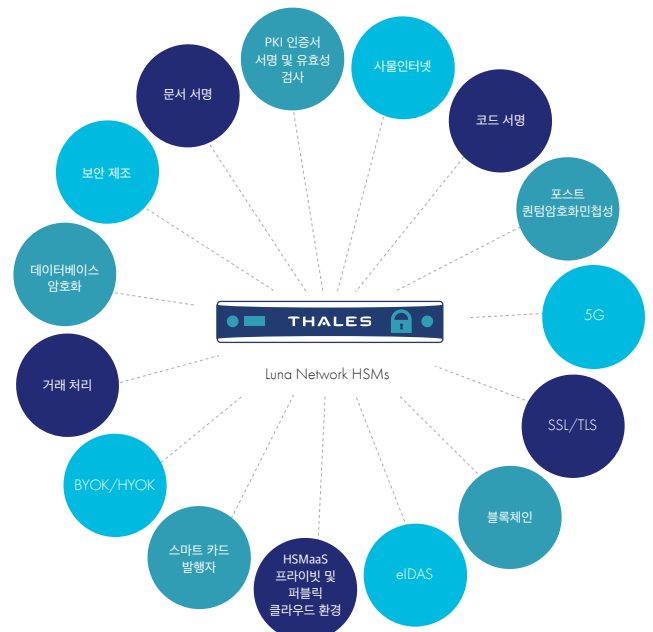 PKI 인증서
서명 및 유효성
검사
사물인터넷
코드 서명
포스트
퀀텀암호화민첩성
5G
SSL/TLS
블록체인
eIDAS
HSMaaS
프라이빗 및
퍼블릭
클라우드 환경
스마트 카드
발행자
BYOK/HYOK
거래 처리
데이터베이스
암호화
보안 제조
문서 서명
THALES
Luna Network HSMs